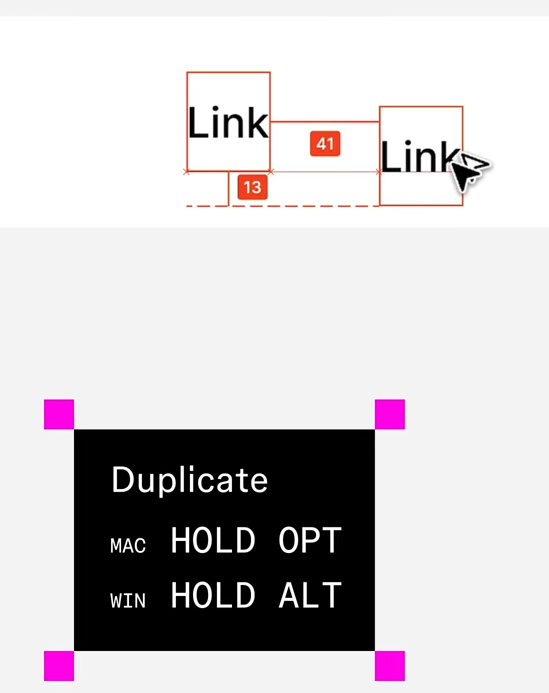 Link
41
Link
13
Duplicate
MAC HOLD OPT
WIN HOLD ALT